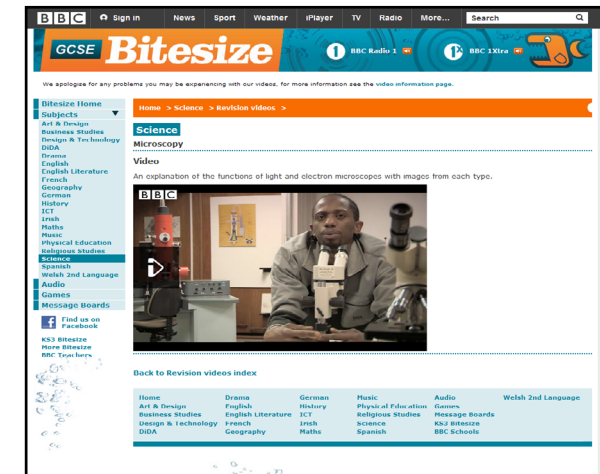 BBC Sign in News Sport Weather iPlayer TV Radio More... Search
GCSE Bitesize 1 BBC Radio 1 1X BBC 1Xtra
We apologise for any problems you may be experiencing with our videos, for more information see the video information page.
Bitesize Home
Subjects
Art & Design
Business Studies
Design & Technology
DiDA
Drama
English
English Literature
French
Geography
German
History
ICT
Irish
Maths
Music
Physical Education
Religious Studies
Science
Spanish
Welsh 2nd Language
Audio
Games
Message Boards
Find us on
Facebook
KS3 Bitesize
More Bitesize
BBC Teachers
Home > Science > Revision videos >
Science
Microscopy
Video
An explanation of the functions of light and electron microscopes with images from each type.
BBC
Back to Revision videos index
Home Drama German Music Audio Welsh 2nd Language
Art & Design English History Physical Education Games
Business Studies English Literature ICT Religious Studies Message Boards
Design & Technology French Irish Science KS3 Bitesize
DiDA Geography Maths Spanish BBC Schools